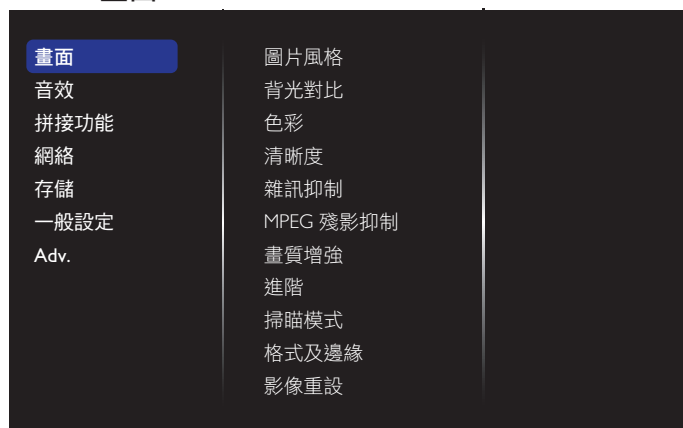 畫面
音效
拼接功能
網絡
存儲
一般設定
Adv.
圖片風格
背光對比
色彩
清晰度
雜訊抑制
MPEG 殘影抑制
畫質增強
進階
掃瞄模式
格式及邊緣
影像重設